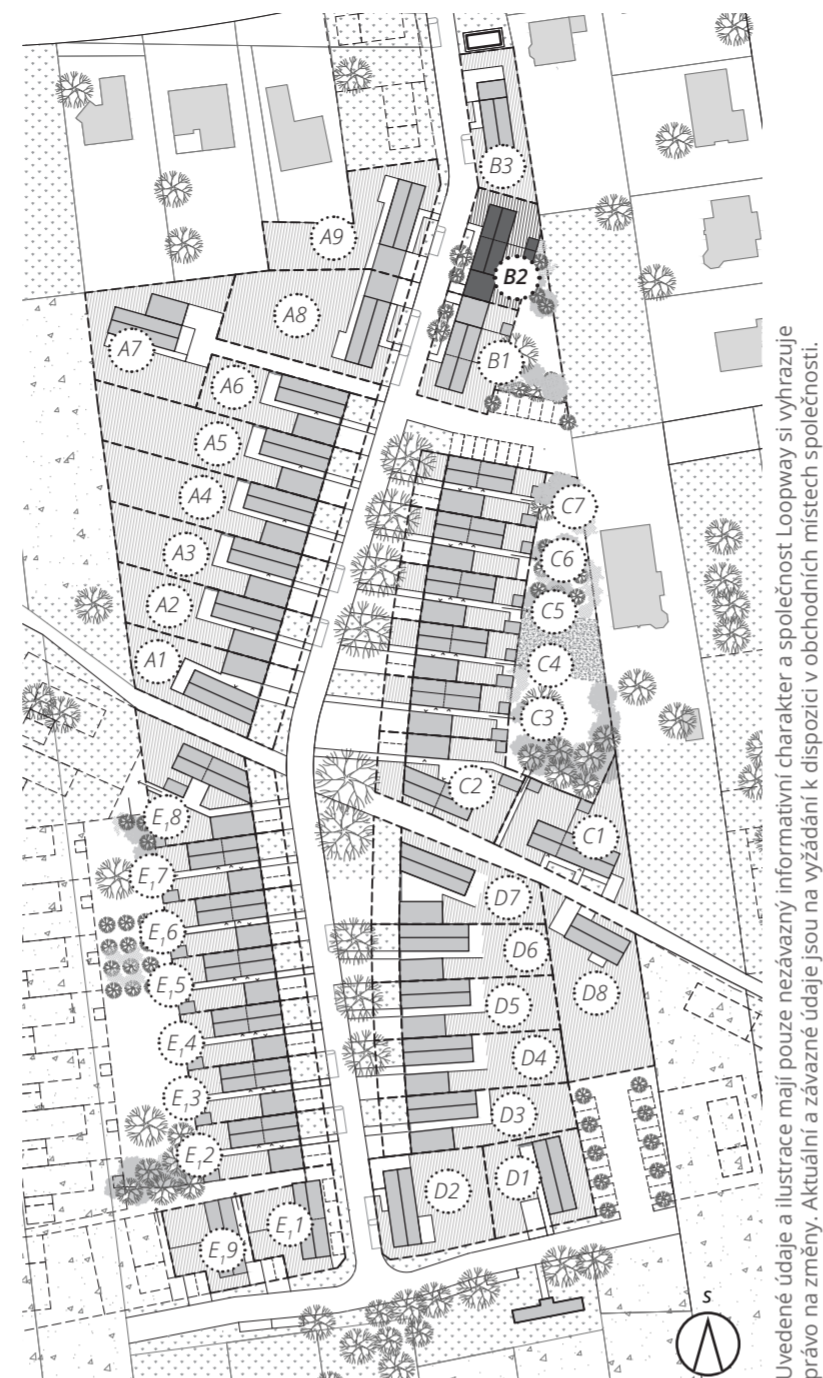 B3
A9
B2
A8
A7
B1
A6
A5
A4
C7
A3
C6
A2
C5
A1
C4
C3
C2
E₁8
C1
E₁7
D7
E₁6
D6
E₁5
D8
D5
E₁4
D4
E₁3
D3
E₁2
D2
D1
E₁1
E₁9
S
Uvedené údaje a ilustrace mají pouze nezávazný informativní charakter a společnost Loopway si vyhrazuje
právo na změny. Aktuální a závazné údaje jsou na vyžádání k dispozici v obchodních místech společnosti.